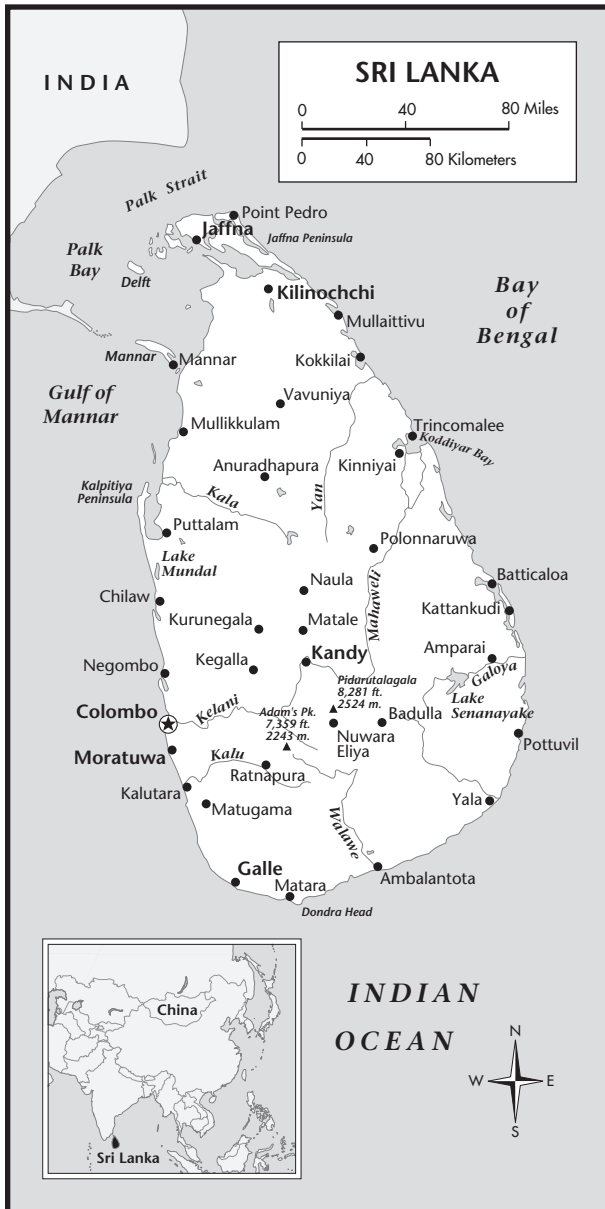 INDIA
SRI LANKA
0 40 80 Miles
0 40 80 Kilometers
Palk Strait
Point Pedro
Jaffna
Jaffna Peninsula
Palk
Bay
Delft
Kilinochchi
Bay
of
Bengal
Mullaittivu
Mannar
Mannar
Kokkilai
Gulf of
Mannar
Vavuniya
Mullikkulam
Trincomalee
Koddiyar Bay
Kinniyai
Anuradhapura
Kalpitiya
Peninsula
Kala
Yan
Puttalam
Polonnaruwa
Lake
Mundal
Naula
Mahaweli
Batticaloa
Chilaw
Kattankudi
Kurunegala
Matale
Kandy
Amparai
Negombo
Kegalla
Galoya
Pidurutalagala
8,281 ft.
2524 m.
Lake
Senanayake
Colombo
Kelani
Adam's Pk.
7,359 ft.
2243 m.
Badulla
Nuwara
Eliya
Pottuvil
Moratuwa
Kalu
Ratnapura
Kalutara
Matugama
Yala
Walawe
Galle
Ambalantota
Matara
Dondra Head
China
Sri Lanka
INDIAN
OCEAN
N
W E
S